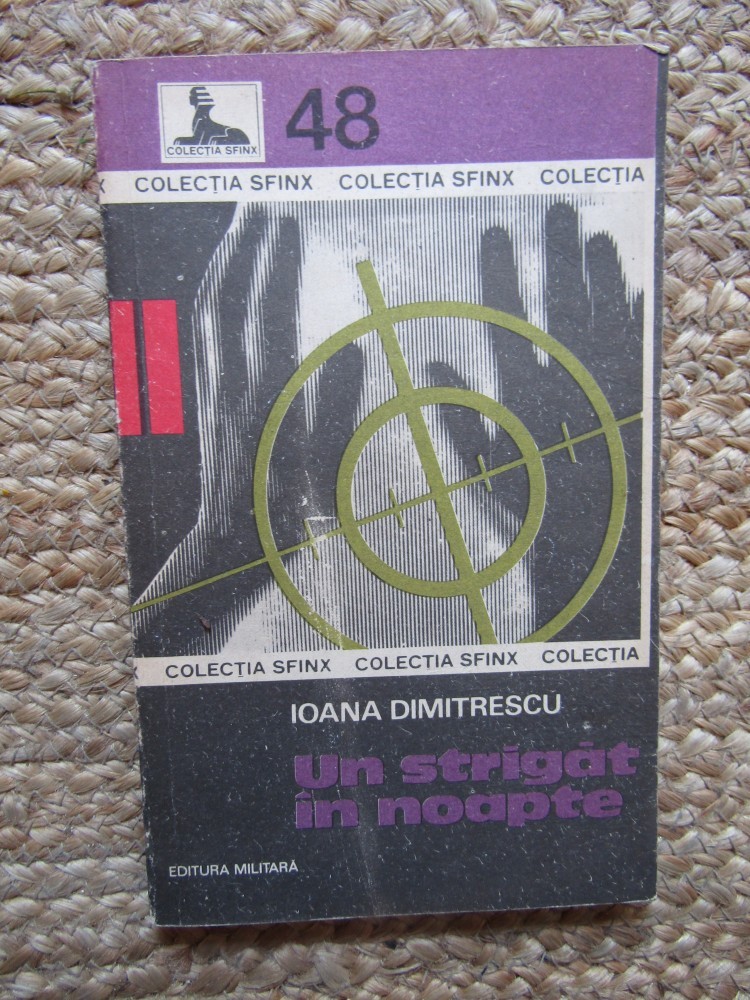 COLECȚIA SFINX
48
X COLECȚIA SFINX COLECȚIA SFINX COLECȚIA
X COLECȚIA SFINX COLECȚIA SFINX COLECȚIA
IOANA DIMITRESCU
Un strigăt
în noapte
EDITURA MILITARĂ